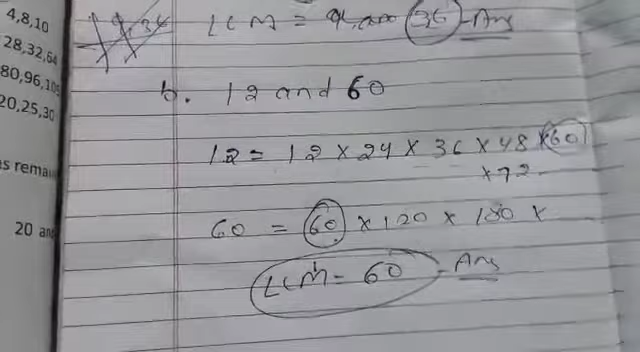 4,8,10
28,32,64
80,96,10
20,25,30
s remai
20 an
LCM = 36 Ans
b. 12 and 60
12 = 12 x 24 x 36 x 48 x 60
x 72
60 = 60 x 120 x 180 x
LCM = 60 - Ans